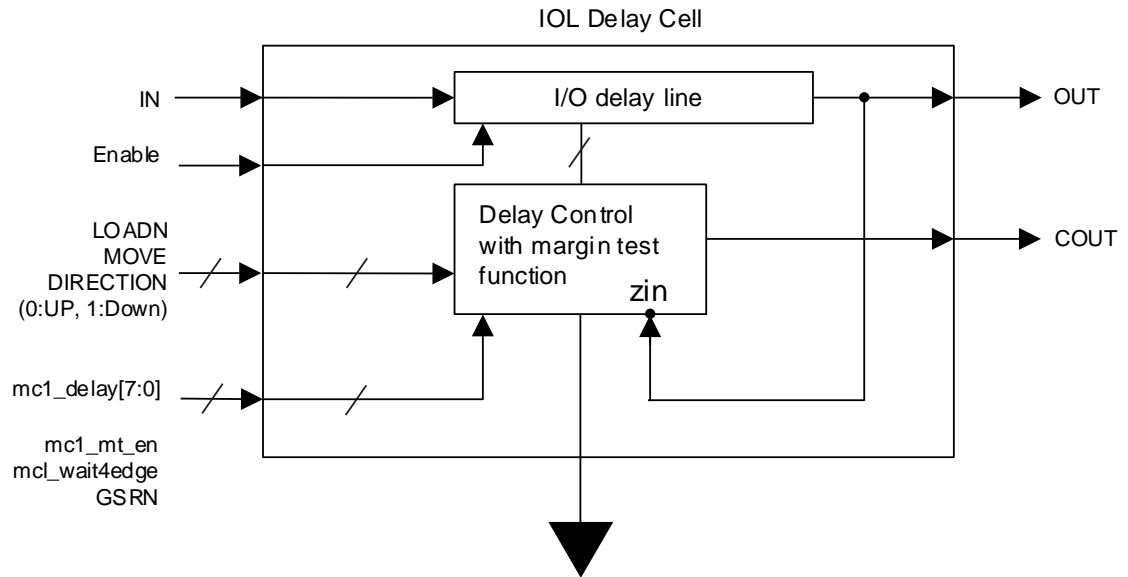 IOL Delay Cell
IN
I/O delay line
OUT
Enable
LOADN
MOVE
DIRECTION
(0:UP, 1:Down)
Delay Control
with margin test
function
zin
COUT
mc1_delay[7:0]
mc1_mt_en
mcl_wait4edge
GSRN